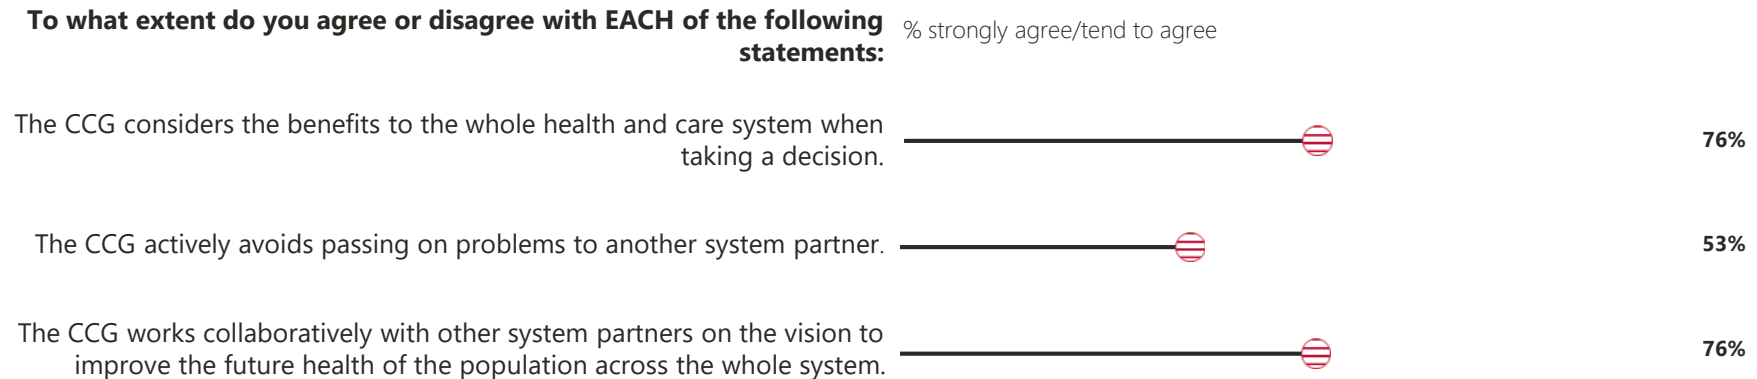 To what extent do you agree or disagree with EACH of the following
statements:
% strongly agree/tend to agree
The CCG considers the benefits to the whole health and care system when
taking a decision.
76%
The CCG actively avoids passing on problems to another system partner.
53%
The CCG works collaboratively with other system partners on the vision to
improve the future health of the population across the whole system.
76%